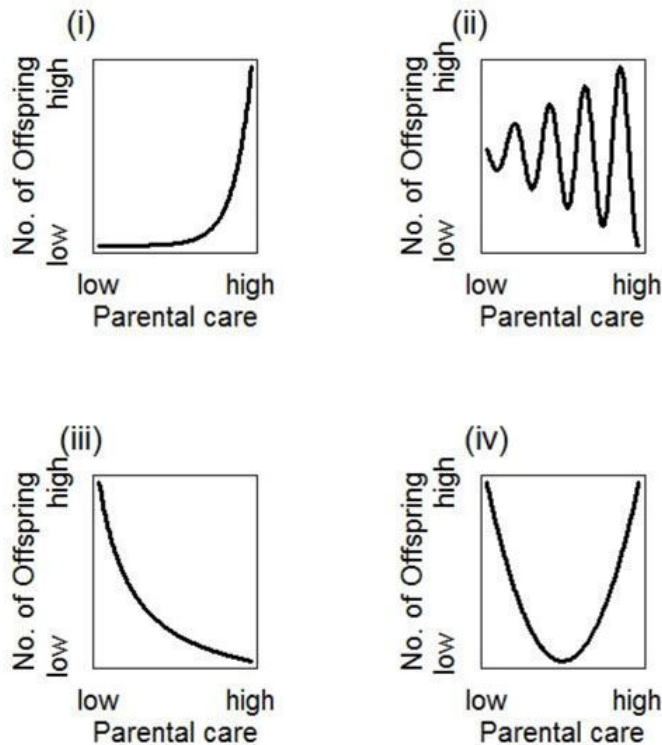 (i)
No. of Offspring
low high
low high
Parental care
(ii)
No. of Offspring
low high
low high
Parental care
(iii)
No. of Offspring
low high
low high
Parental care
(iv)
No. of Offspring
low high
low high
Parental care